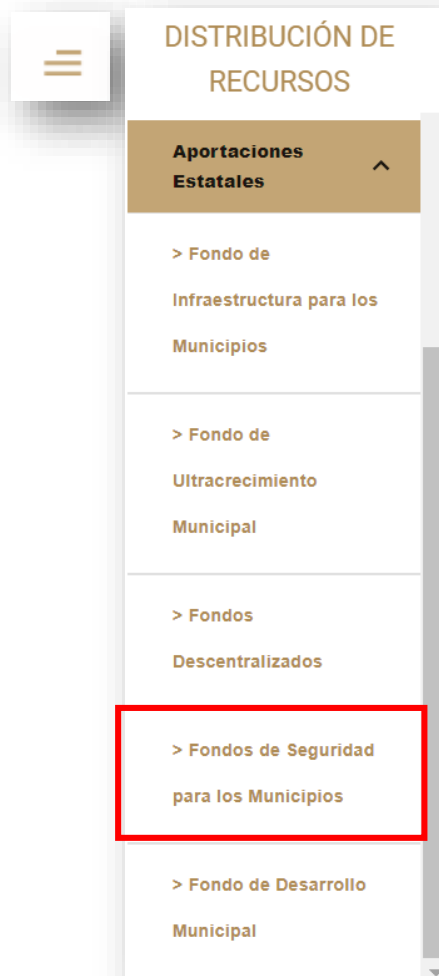 DISTRIBUCIÓN DE
RECURSOS
Aportaciones
Estatales
> Fondo de
Infraestructura para los
Municipios
> Fondo de
Ultracrecimiento
Municipal
> Fondos
Descentralizados
> Fondos de Seguridad
para los Municipios
> Fondo de Desarrollo
Municipal